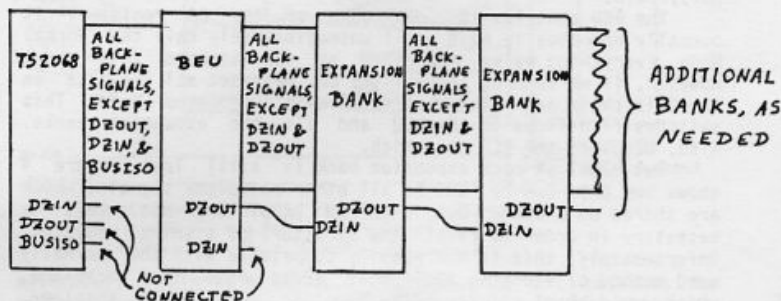 TS2068
ALL
BACK-
PLANE
SIGNALS,
EXCEPT
DZOUT,
DZIN &
BUSISO
BEU
ALL
BACK-
PLANE
SIGNALS,
EXCEPT
DZIN &
DZOUT
EXPANSION
BANK
ALL
BACK-
PLANE
SIGNALS,
EXCEPT
DZIN &
DZOUT
EXPANSION
BANK
ADDITIONAL
BANKS, AS
NEEDED
DZIN
DZOUT
BUSISO
NOT
CONNECTED
DZOUT
DZIN
DZOUT
DZIN
DZOUT
DZIN